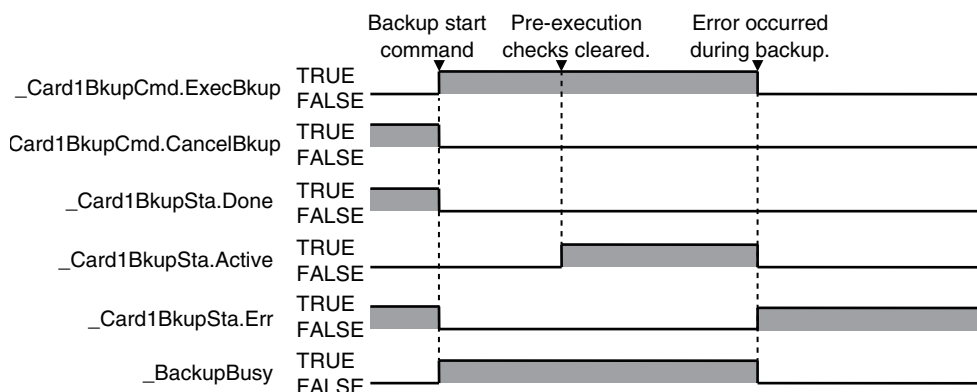 Backup start command
Pre-execution checks cleared.
Error occurred during backup.
_Card1BkupCmd.ExecBkup
TRUE
FALSE
Card1BkupCmd.CancelBkup
TRUE
FALSE
_Card1BkupSta.Done
TRUE
FALSE
_Card1BkupSta.Active
TRUE
FALSE
_Card1BkupSta.Err
TRUE
FALSE
_BackupBusy
TRUE
FALSE